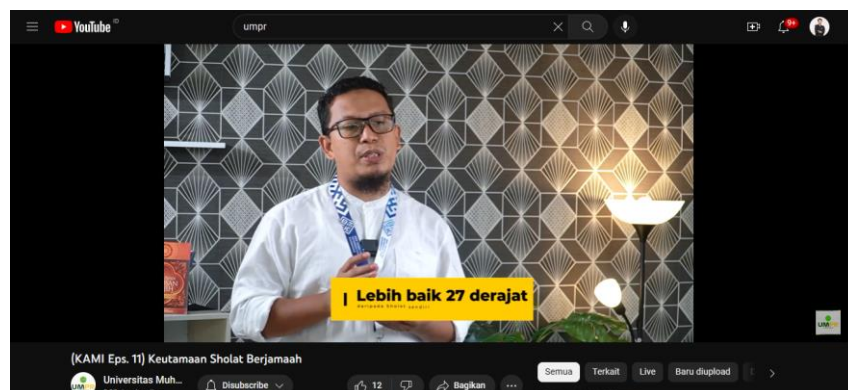 YouTube ID
umpr
9+
| Lebih baik 27 derajat
daripada sholat sendiri
(KAMI Eps. 11) Keutamaan Sholat Berjamaah
Universitas Muh...
Disubscribe
12
Bagikan
Semua
Terkait
Live
Baru diupload